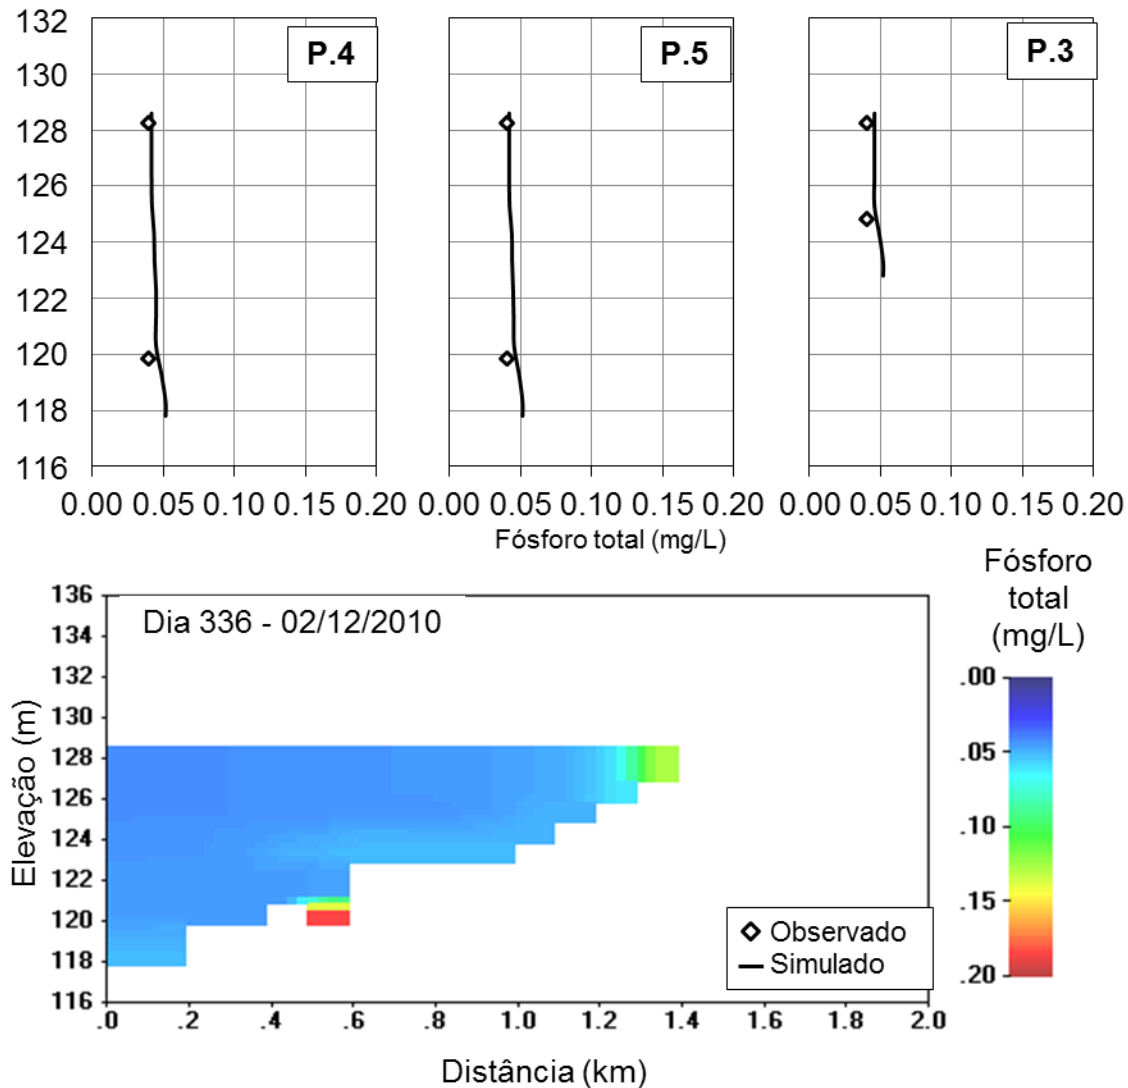 P.4
P.5
P.3
132
130
128
126
124
122
120
118
116
0.00 0.05 0.10 0.15 0.20
0.00 0.05 0.10 0.15 0.20
0.00 0.05 0.10 0.15 0.20
Fósforo total (mg/L)
Dia 336 - 02/12/2010
Elevação (m)
136
134
132
130
128
126
124
122
120
118
116
.0 .2 .4 .6 .8 1.0 1.2 1.4 1.6 1.8 2.0
Distância (km)
Observado
Simulado
Fósforo
total
(mg/L)
.00
.05
.10
.15
.20